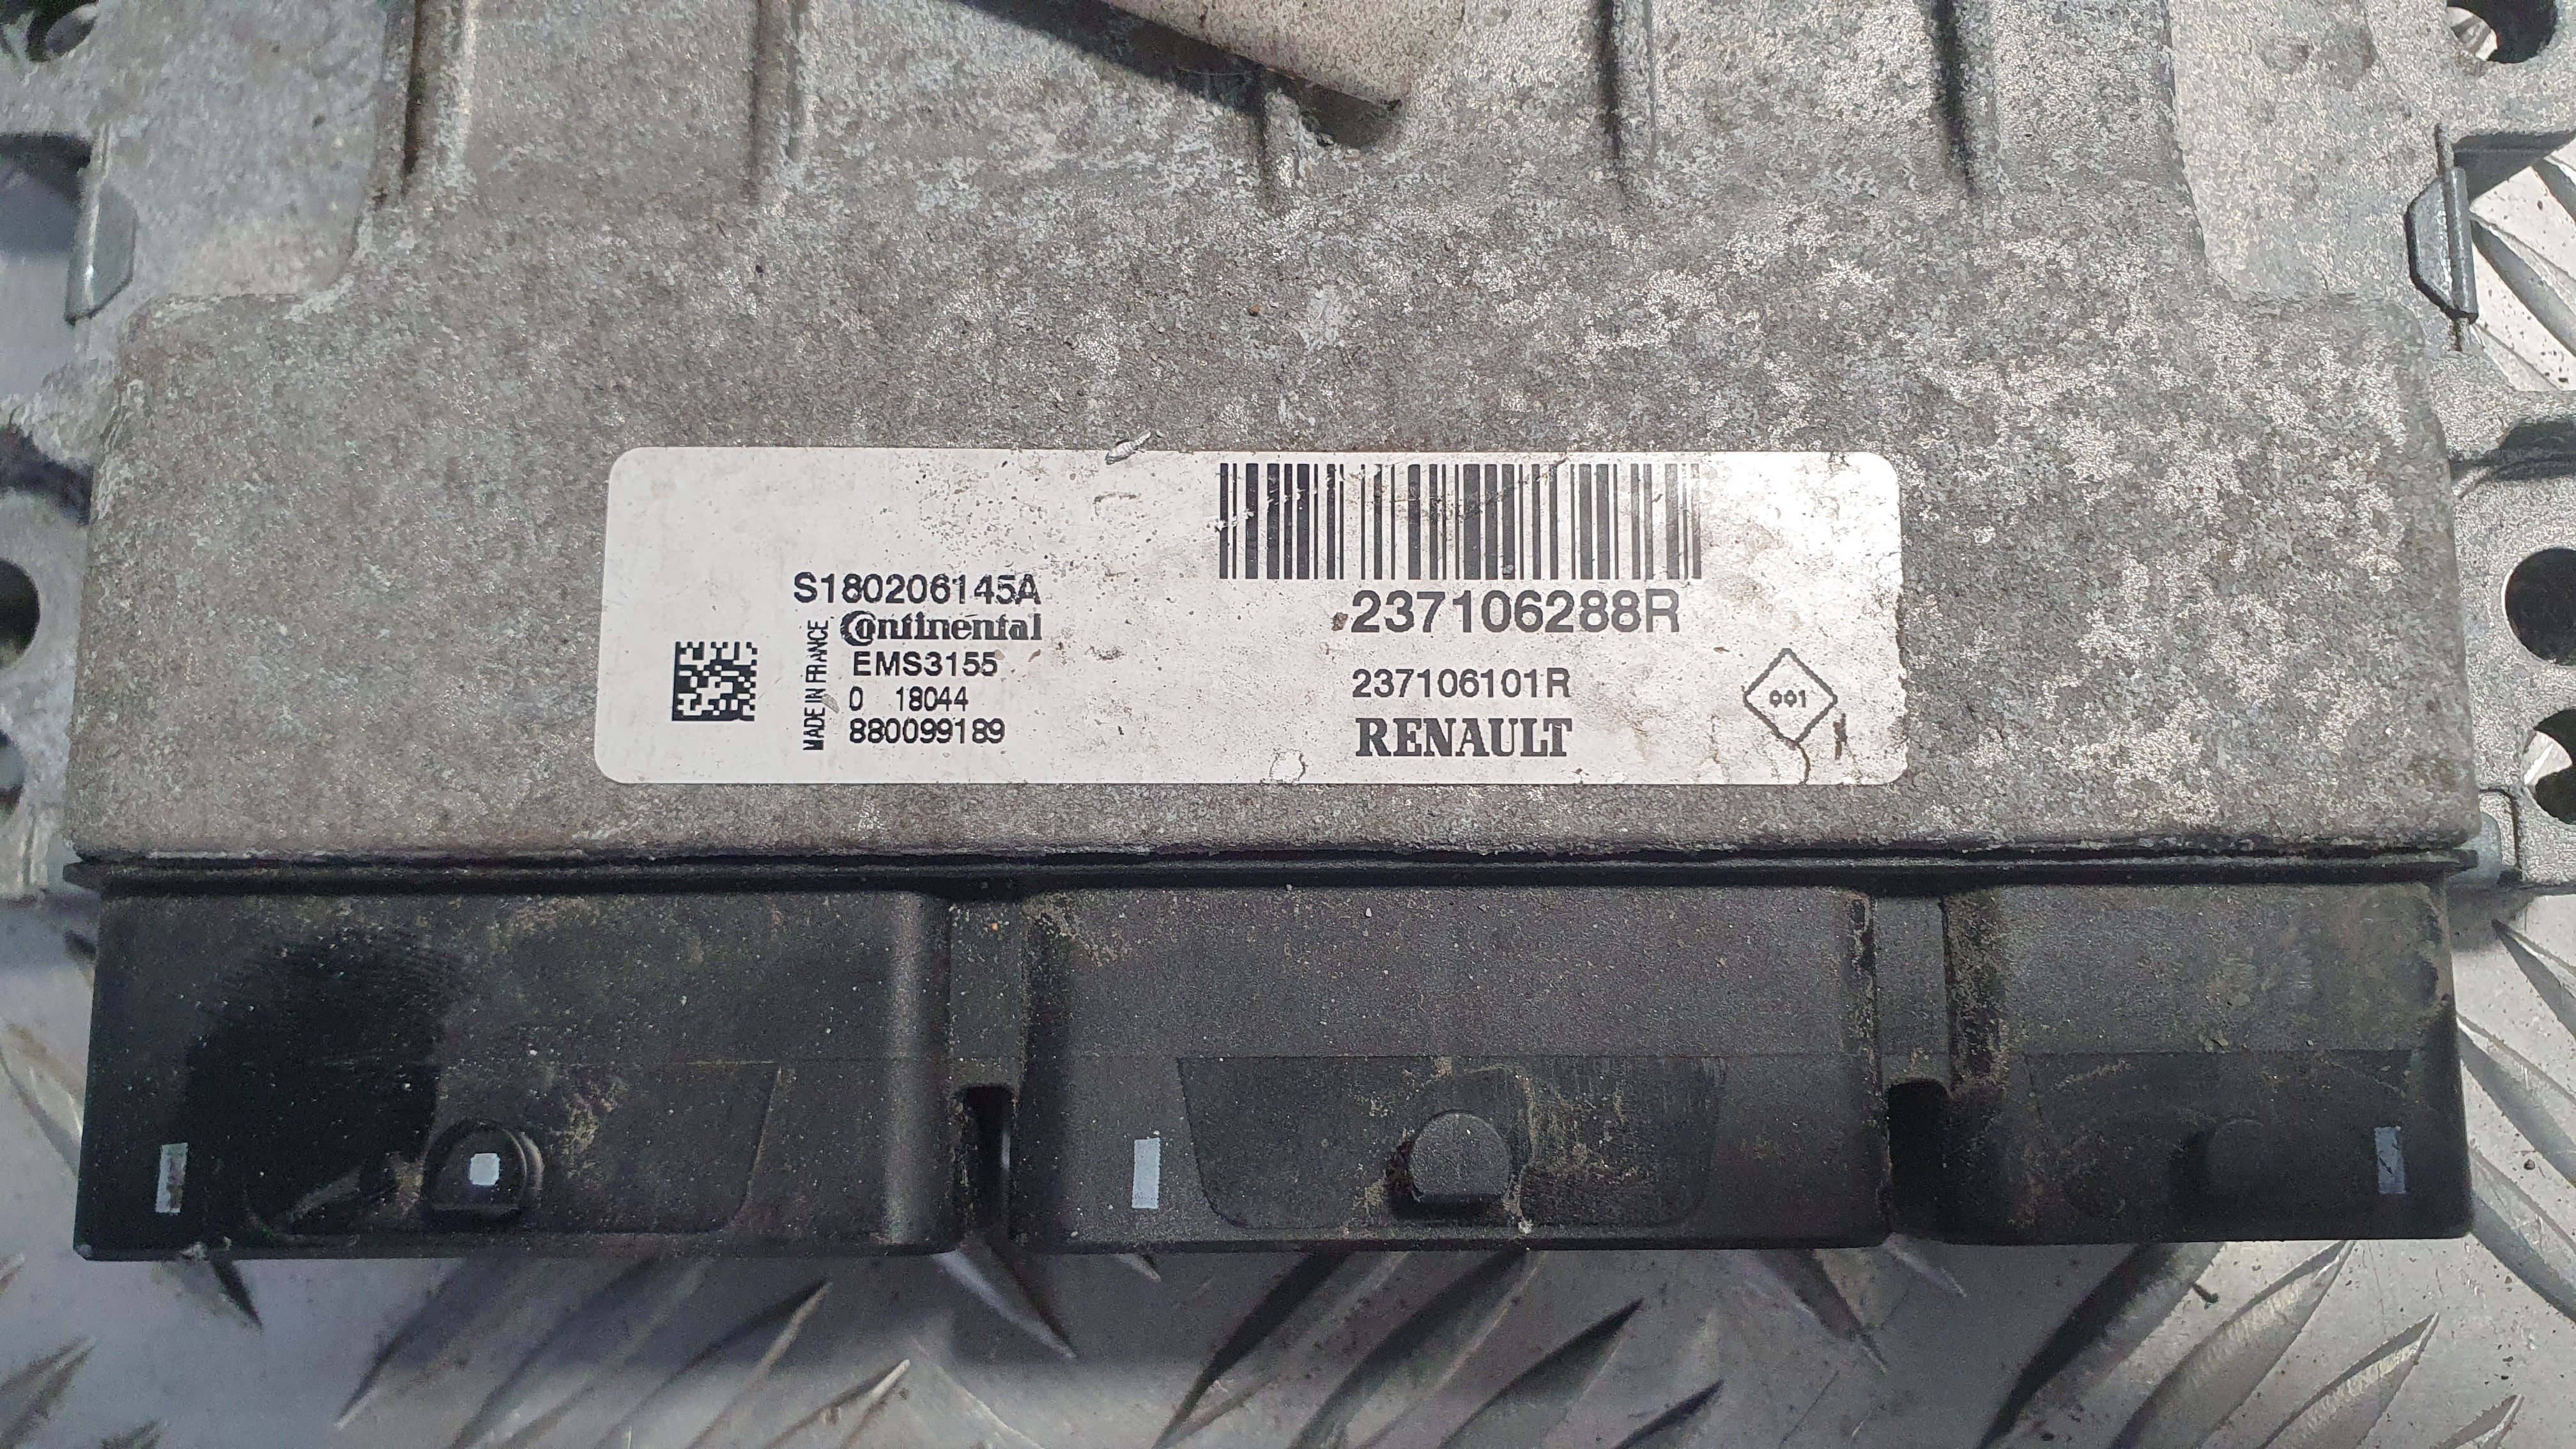 S180206145A
Continental
MADE IN FRANCE
EMS3155
0 18044
880099189
237106288R
237106101R
RENAULT
001